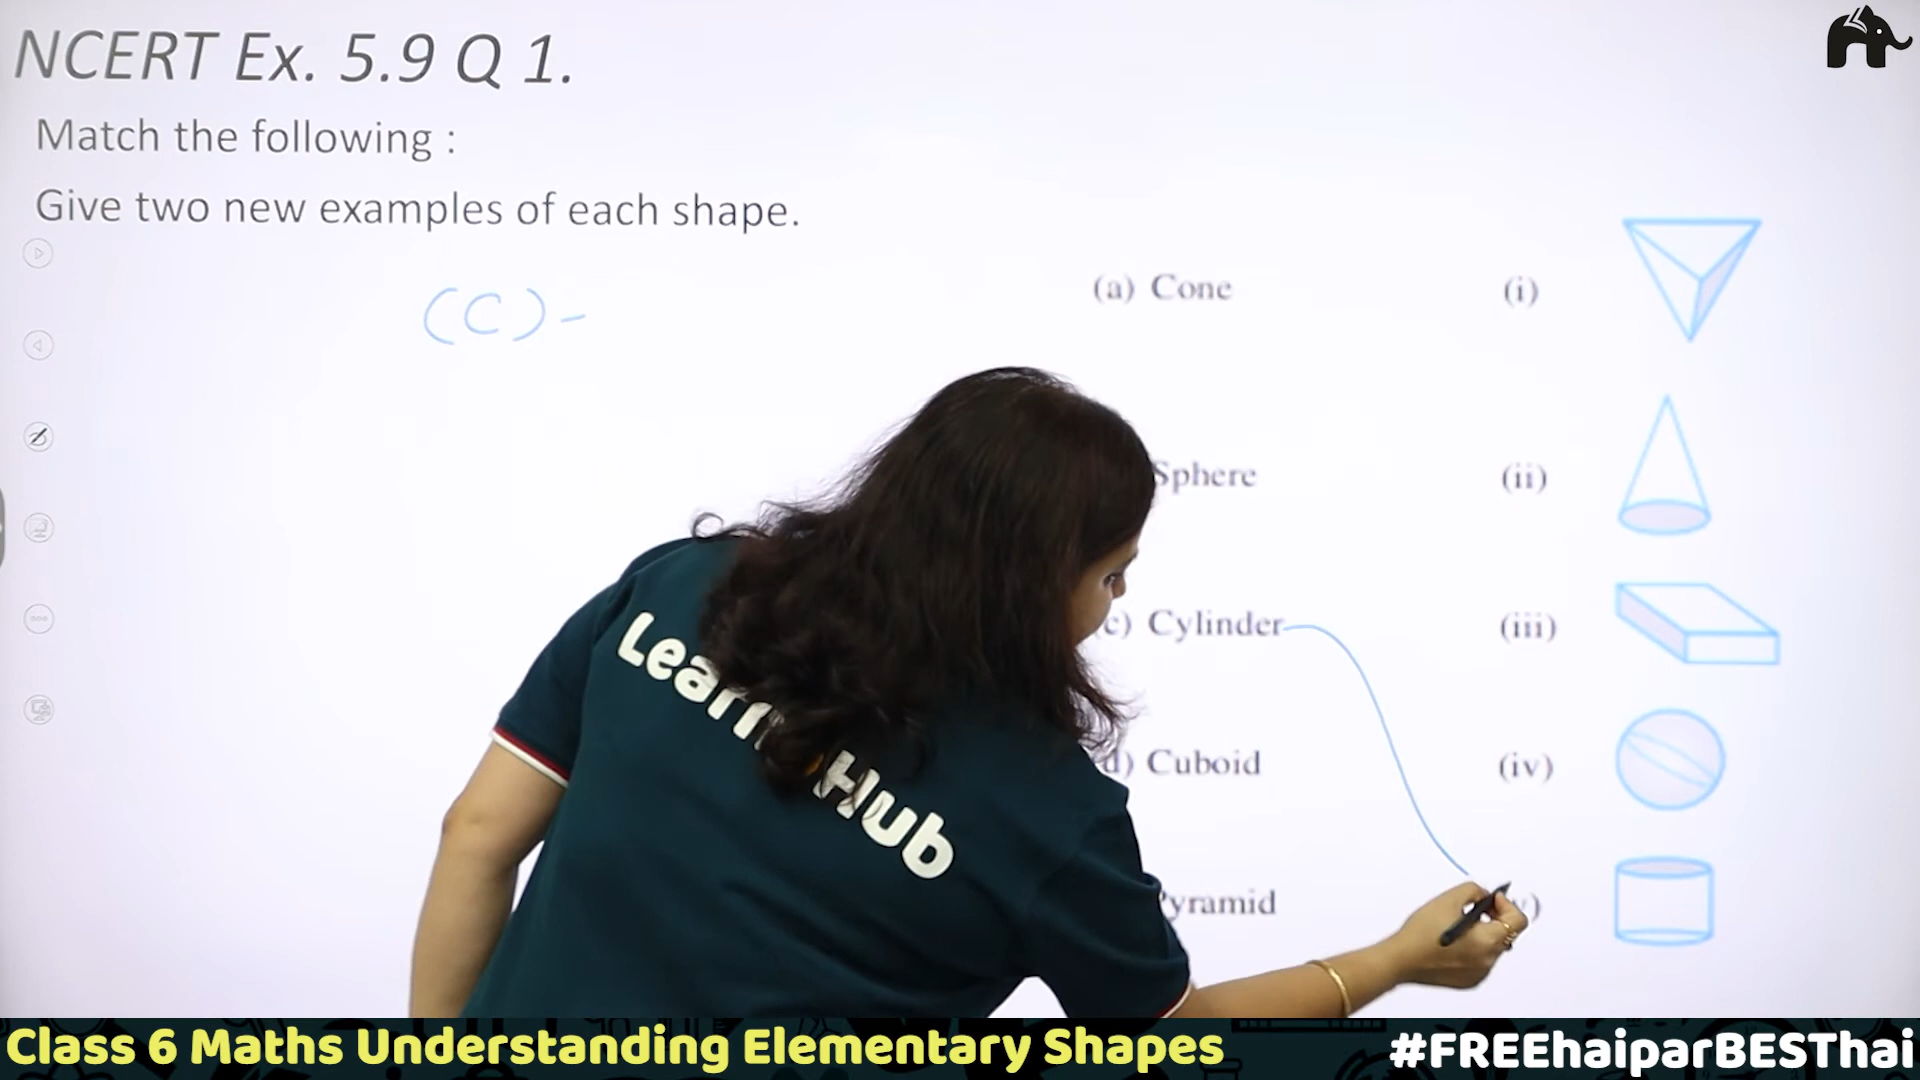 NCERT Ex. 5.9 Q 1.
Match the following :
Give two new examples of each shape.
(C) -
(a) Cone (i)
Sphere (ii)
c) Cylinder (iii)
d) Cuboid (iv)
Pyramid v)
Learn Hub
Class 6 Maths Understanding Elementary Shapes
#FREEhaiparBESThai